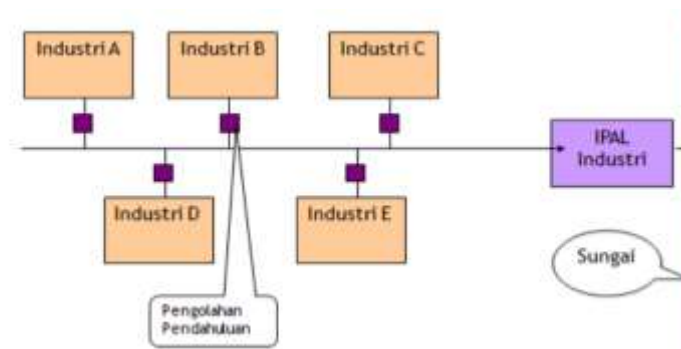 Industri A
Industri B
Industri C
IPAL
Industri
Industri D
Industri E
Sungai
Pengolahan
Pendahuluan